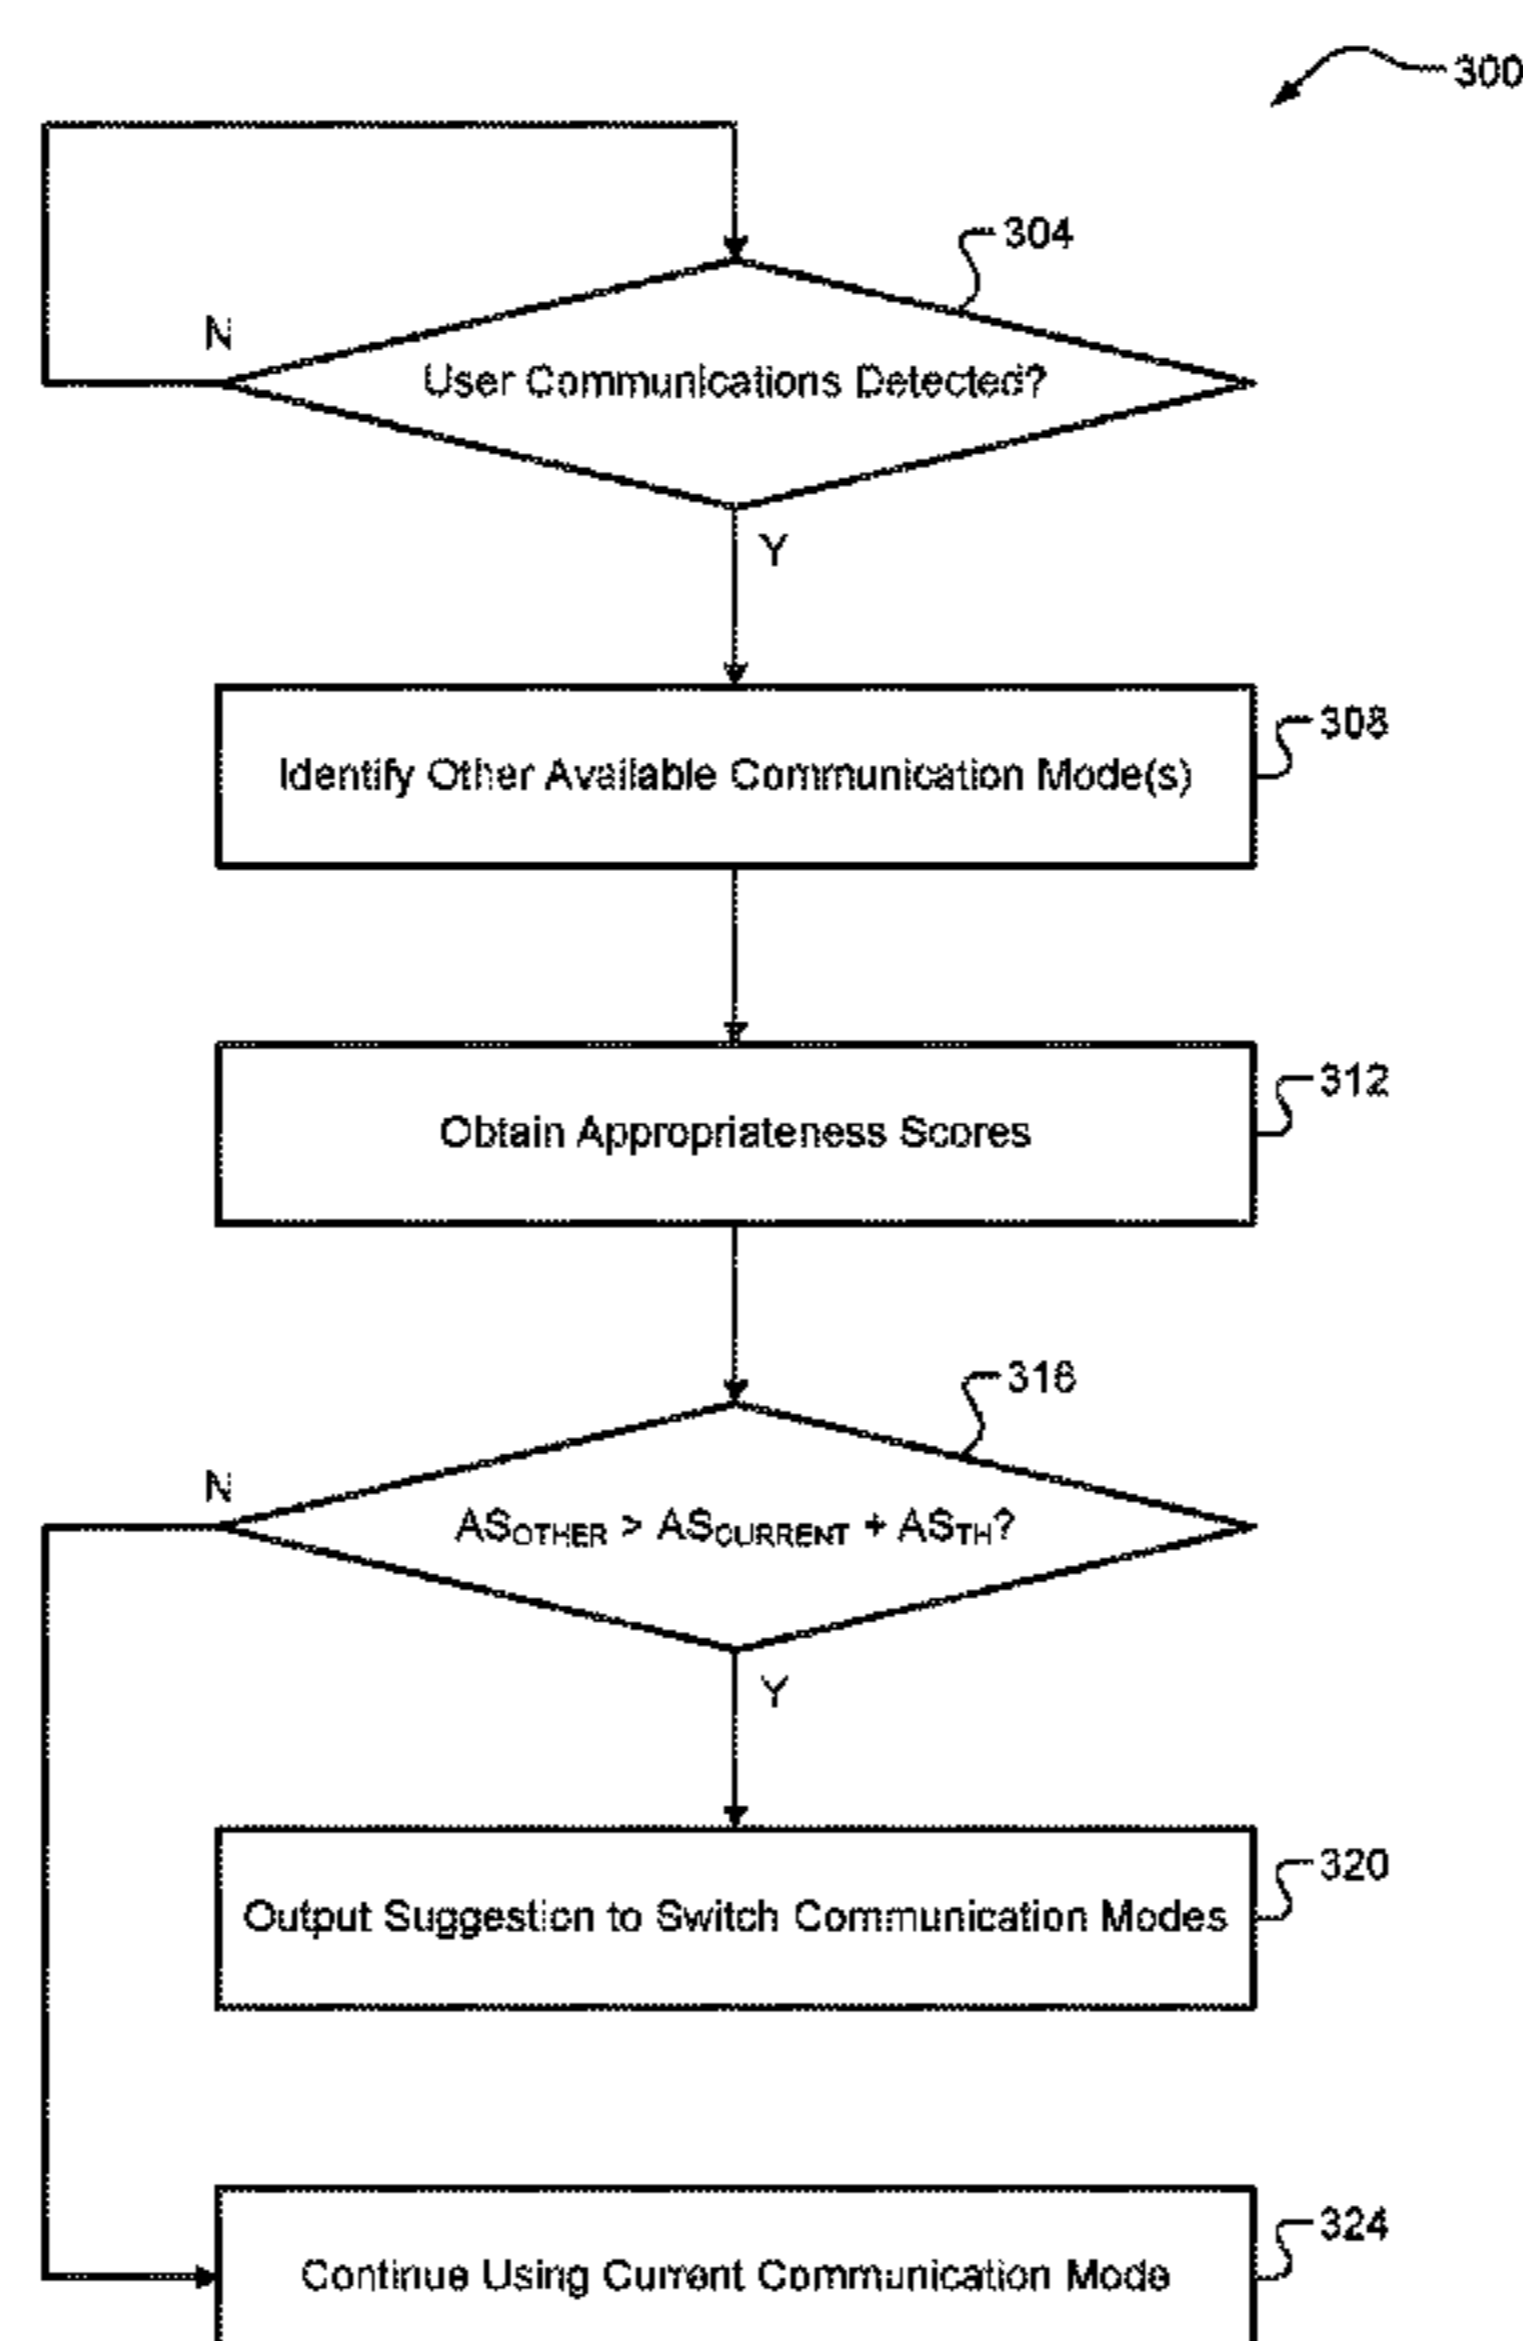 300
304
N
User Communications Detected?
Y
308
Identify Other Available Communication Mode(s)
312
Obtain Appropriateness Scores
316
N
ASOTHER > ASCURRENT + ASTH?
Y
320
Output Suggestion to Switch Communication Modes
324
Continue Using Current Communication Mode